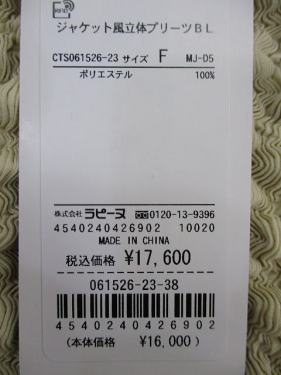 ジャケット風立体プリーツBL
CTS061526-23 サイズ F MJ-D5
ポリエステル 100%
株式会社 ラピーヌ 0120-13-9396
4540240426902 10020
MADE IN CHINA
税込価格 ¥17,600
061526-23-38
4540240426902
(本体価格 ¥16,000)